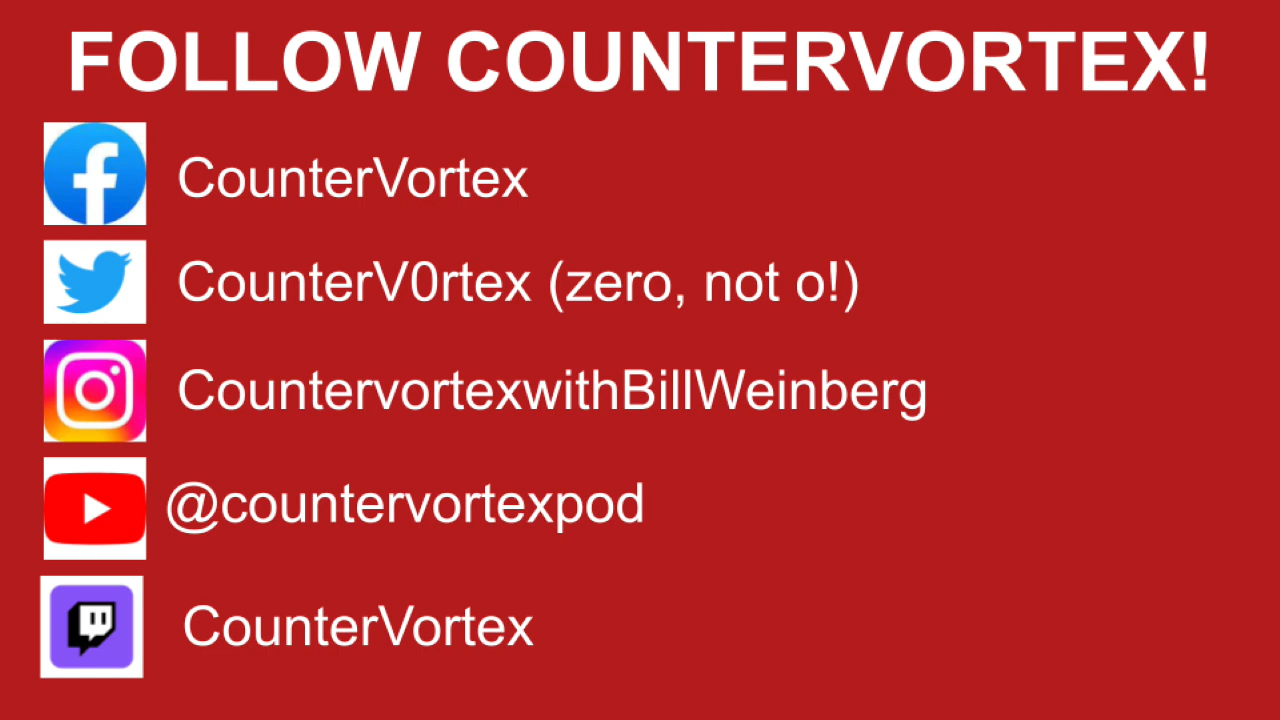 FOLLOW COUNTERVORTEX!
CounterVortex
CounterV0rtex (zero, not o!)
CountervortexwithBillWeinberg
@countervortexpod
CounterVortex